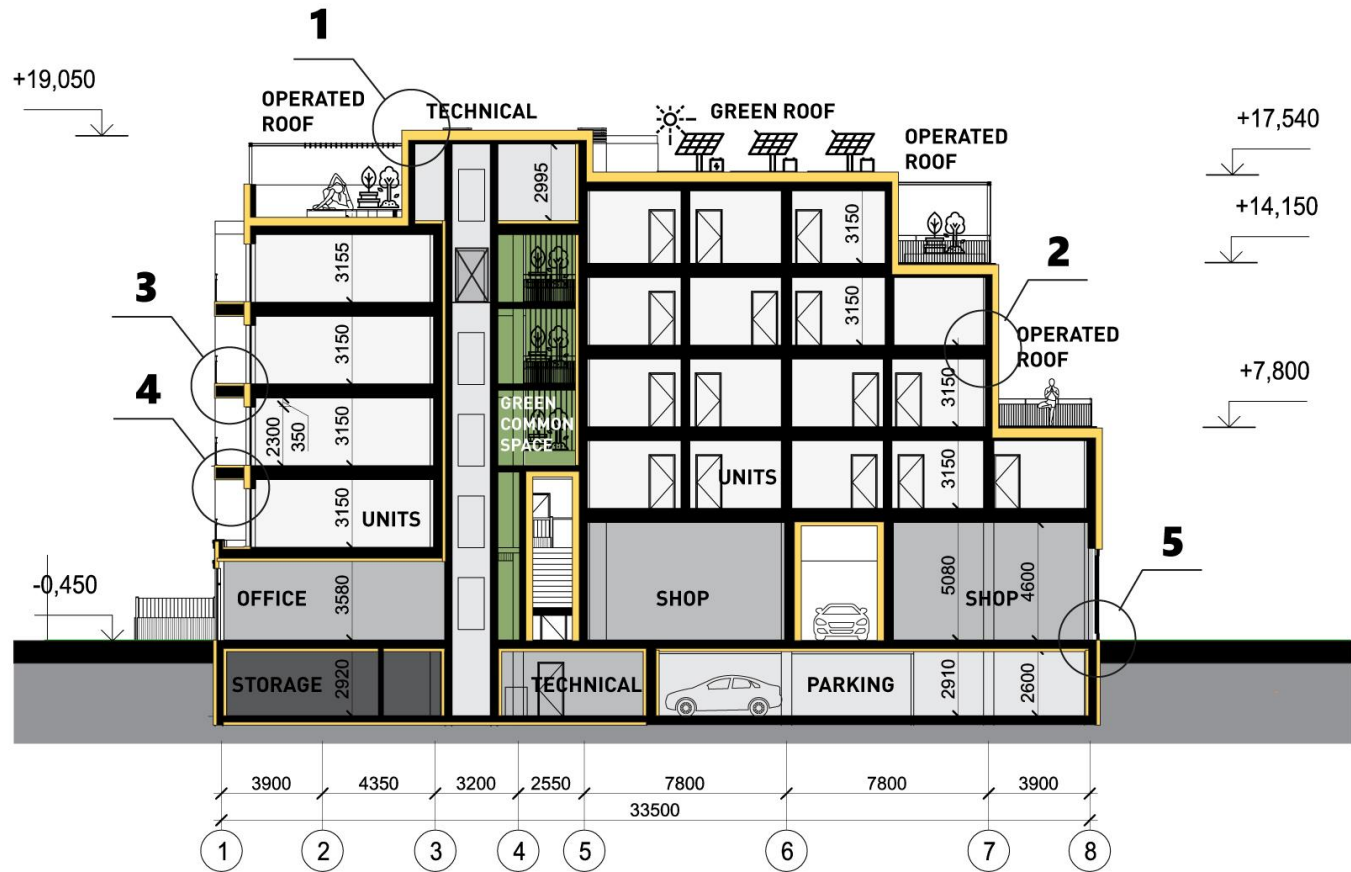 1
+19,050
OPERATED
ROOF
TECHNICAL
GREEN ROOF
OPERATED
ROOF
+17,540
+14,150
+7,800
2995
3155
3150
3150
3
2
OPERATED
ROOF
3150
3150
4
2300
350
3150
GREEN
COMMON
SPACE
3150
UNITS
3150
UNITS
5
-0,450
OFFICE
3580
SHOP
5080
SHOP
4600
STORAGE
2920
TECHNICAL
PARKING
2910
2600
3900
4350
3200
2550
7800
7800
3900
33500
1
2
3
4
5
6
7
8